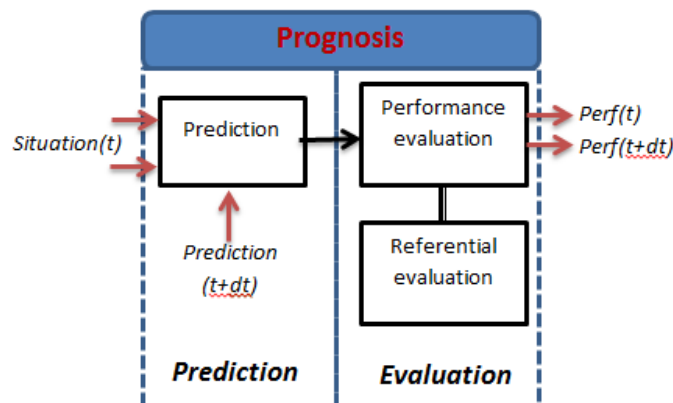 Prognosis
Situation(t)
Prediction
Performance
evaluation
Perf(t)
Perf(t+dt)
Prediction
(t+dt)
Referential
evaluation
Prediction
Evaluation